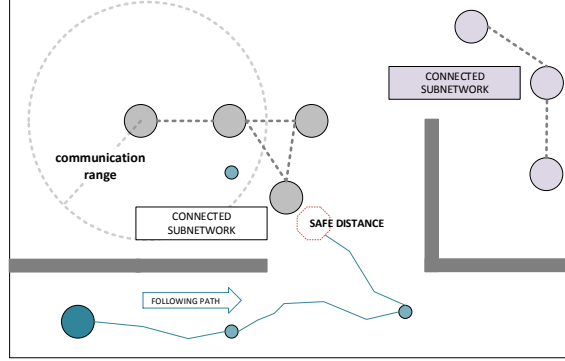 CONNECTED
SUBNETWORK
communication
range
CONNECTED
SUBNETWORK
SAFE DISTANCE
FOLLOWING PATH